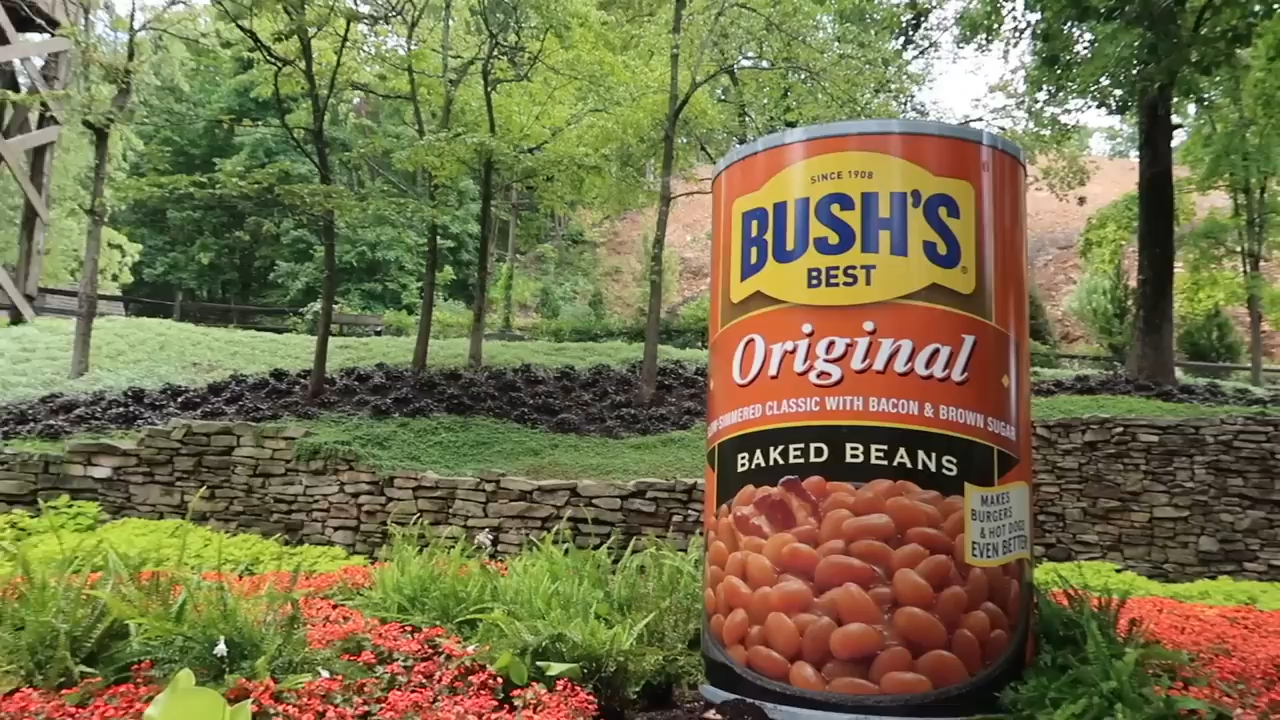 SINCE 1908
BUSH'S
BEST
Original
SIMMERED CLASSIC WITH BACON & BROWN SUGAR
BAKED BEANS
MAKES
BURGERS
& HOT DOGS
EVEN BETTER